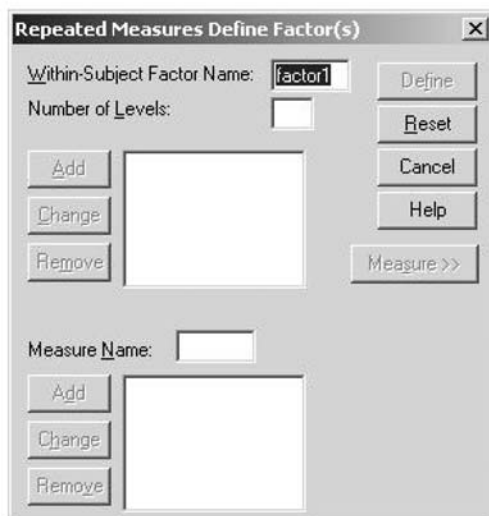 Repeated Measures Define Factor(s)
Within-Subject Factor Name: factor1 Define
Number of Levels: Reset
Add Cancel
Change Help
Remove Measure >>
Measure Name:
Add
Change
Remove